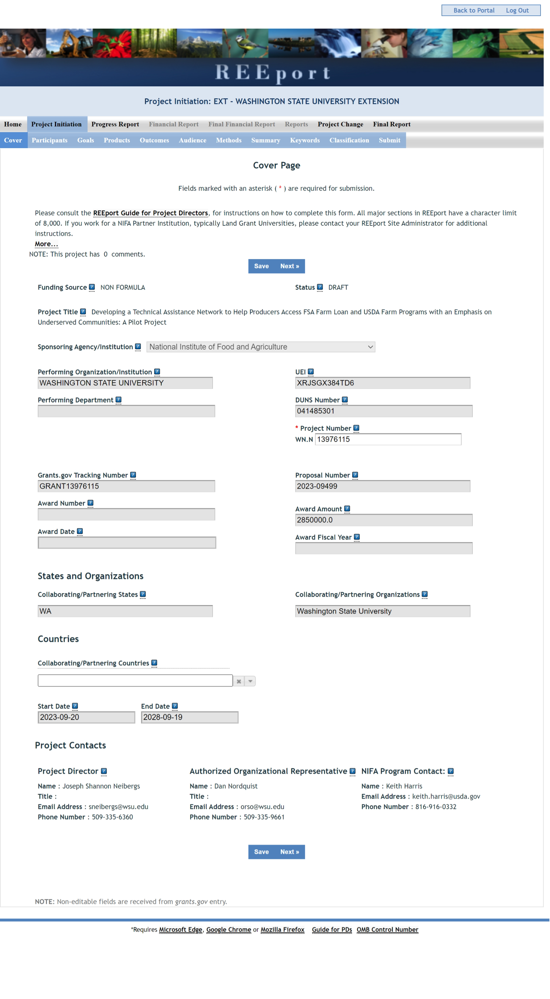 Back to Portal Log Out
REEport
Project Initiation: EXT - WASHINGTON STATE UNIVERSITY EXTENSION
Home Project Initiation Progress Report Financial Report Final Financial Report Reports Project Change Final Report
Cover Participants Goals Products Outcomes Audience Methods Summary Keywords Classification Submit
Cover Page
Fields marked with an asterisk ( * ) are required for submission.
Please consult the REEport Guide for Project Directors, for instructions on how to complete this form. All major sections in REEport have a character limit
of 8,000. If you work for a NIFA Partner Institution, typically Land Grant Universities, please contact your REEport Site Administrator for additional
instructions.
More...
NOTE: This project has 0 comments.
Save Next »
Funding Source ? NON FORMULA Status ? DRAFT
Project Title ? Developing a Technical Assistance Network to Help Producers Access FSA Farm Loan and USDA Farm Programs with an Emphasis on
Underserved Communities: A Pilot Project
Sponsoring Agency/Institution ? National Institute of Food and Agriculture
Performing Organization/Institution ? UEI ?
WASHINGTON STATE UNIVERSITY XRJSGX384TD6
Performing Department ? DUNS Number ?
041485301
* Project Number ?
WN.N 13976115
Grants.gov Tracking Number ? Proposal Number ?
GRANT13976115 2023-09499
Award Number ?
Award Amount ?
2850000.0
Award Date ?
Award Fiscal Year ?
States and Organizations
Collaborating/Partnering States ? Collaborating/Partnering Organizations ?
WA Washington State University
Countries
Collaborating/Partnering Countries ?
Start Date ? End Date ?
2023-09-20 2028-09-19
Project Contacts
Project Director ? Authorized Organizational Representative ? NIFA Program Contact: ?
Name : Joseph Shannon Neibergs Name : Dan Nordquist Name : Keith Harris
Title : Title : Email Address : keith.harris@usda.gov
Email Address : sneibergs@wsu.edu Email Address : orso@wsu.edu Phone Number : 816-916-0332
Phone Number : 509-335-6360 Phone Number : 509-335-9661
Save Next »
NOTE: Non-editable fields are received from grants.gov entry.
*Requires Microsoft Edge, Google Chrome or Mozilla Firefox Guide for PDs OMB Control Number